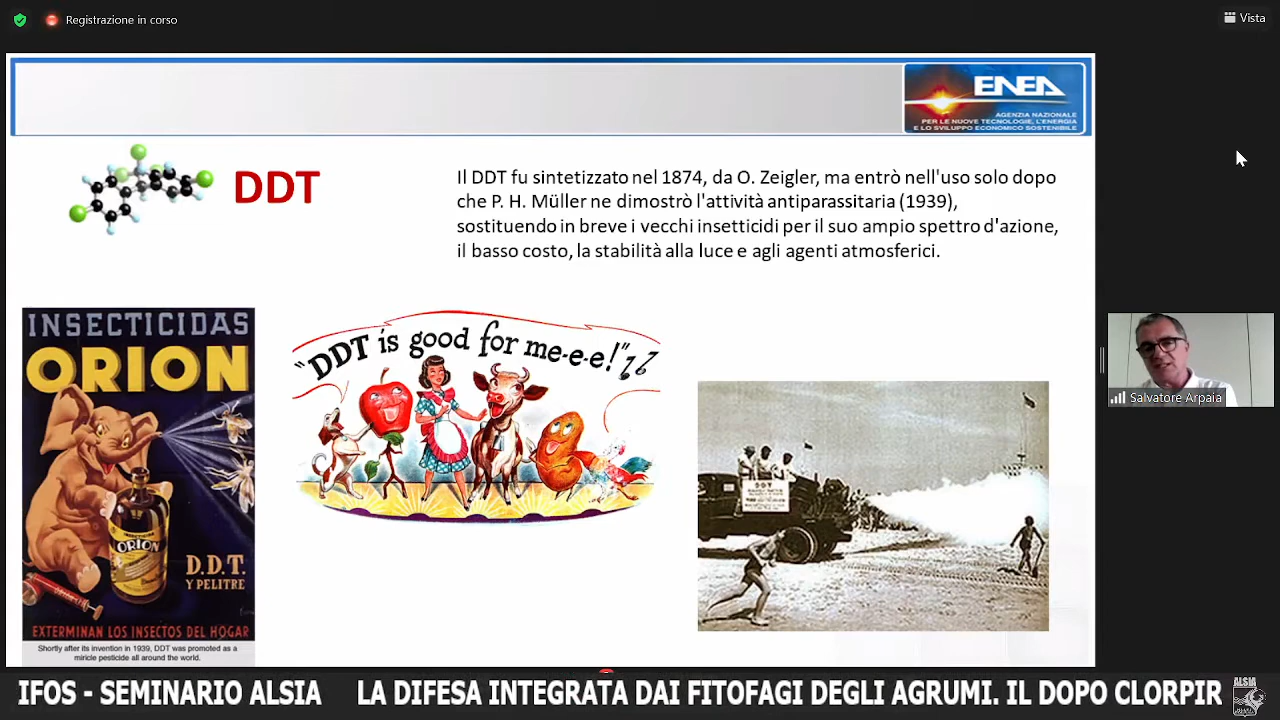 Registrazione in corso
Vista
ENEA
AGENZIA NAZIONALE
PER LE NUOVE TECNOLOGIE, L'ENERGIA
E LO SVILUPPO ECONOMICO SOSTENIBILE
DDT
Il DDT fu sintetizzato nel 1874, da O. Zeigler, ma entrò nell'uso solo dopo
che P. H. Müller ne dimostrò l'attività antiparassitaria (1939),
sostituendo in breve i vecchi insetticidi per il suo ampio spettro d'azione,
il basso costo, la stabilità alla luce e agli agenti atmosferici.
INSECTICIDAS
ORION
ORION
D.D.T.
Y PELITRE
EXTERMINAN LOS INSECTOS DEL HOGAR
Shortly after its invention in 1939, DDT was promoted as a
miricle pesticide all around the world.
"DDT is good for me-e-e!"
DDT
Salvatore Arpaia
IFOS - SEMINARIO ALSIA LA DIFESA INTEGRATA DAI FITOFAGI DEGLI AGRUMI. IL DOPO CLORPIR